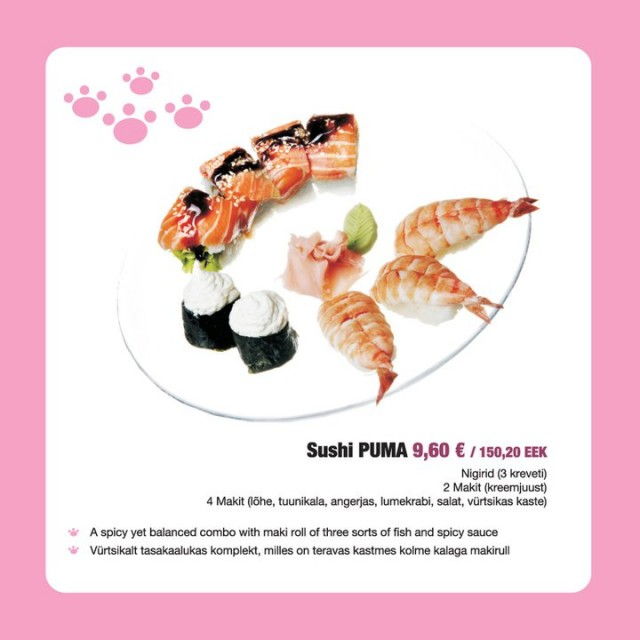 Sushi PUMA 9,60 € / 150,20 EEK
Nigirid (3 kreveti)
2 Makit (kreemjuust)
4 Makit (lõhe, tuunikala, angerjas, lumekrabi, salat, vürtsikas kaste)
A spicy yet balanced combo with maki roll of three sorts of fish and spicy sauce
Vürtsikalt tasakaalukas komplekt, milles on teravas kastmes kolme kalaga makirull